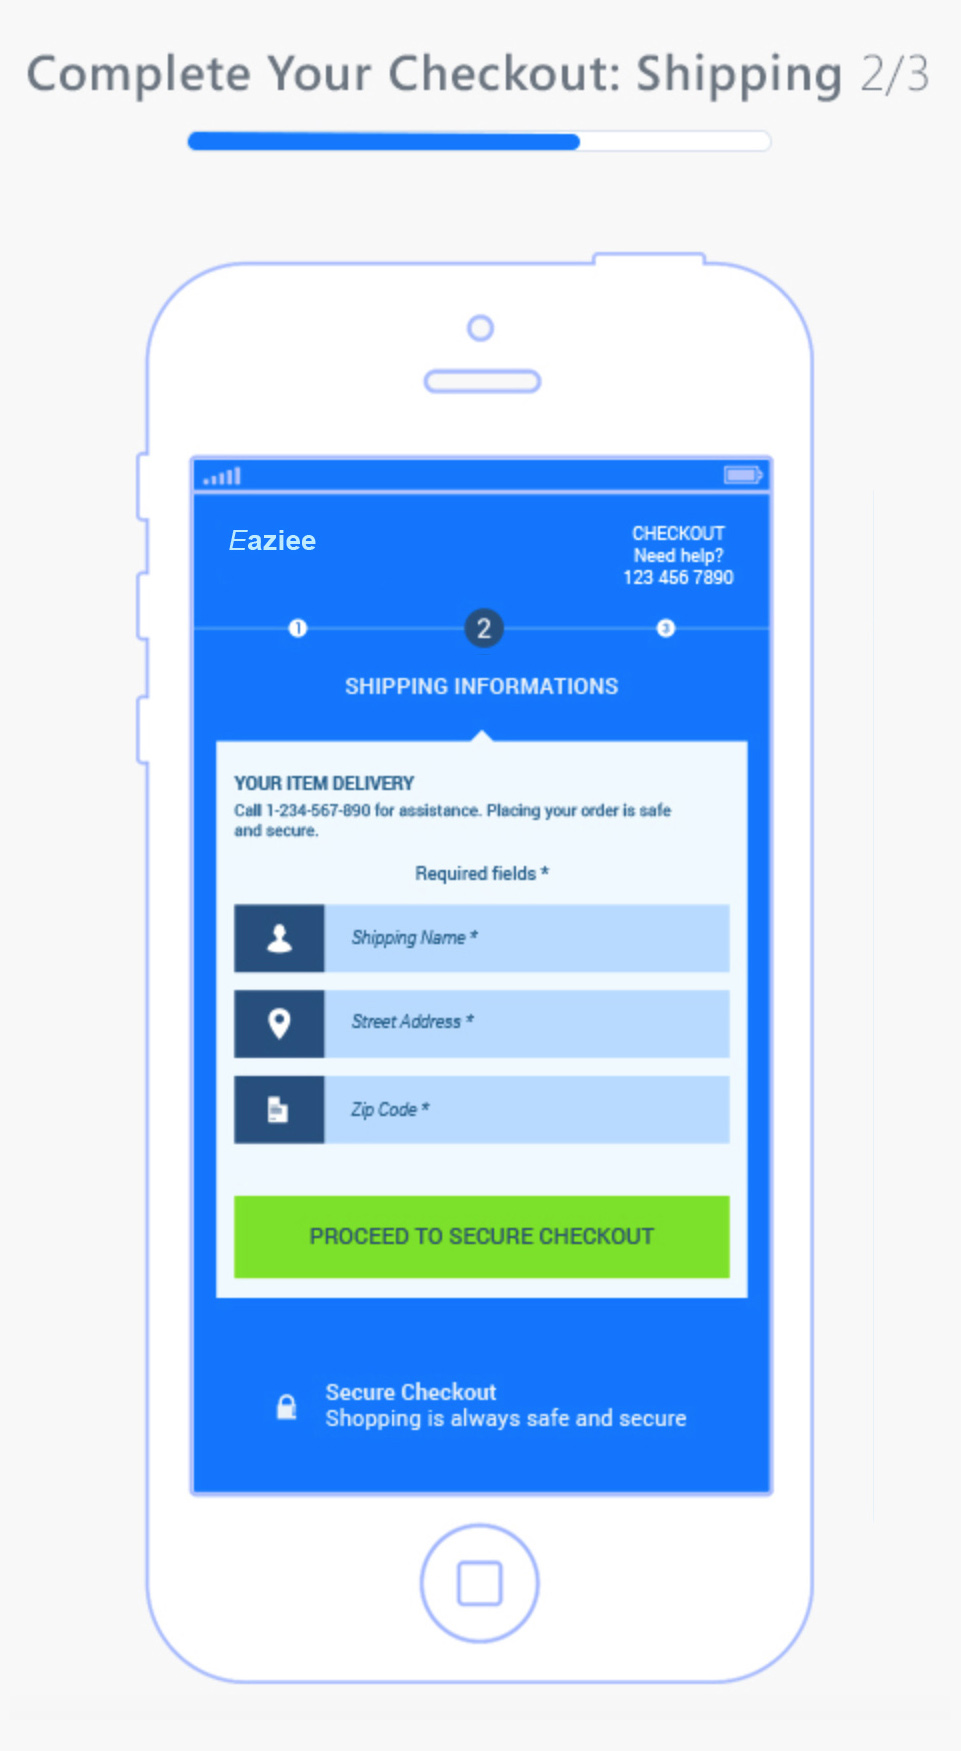 Complete Your Checkout: Shipping 2/3
Eaziee
CHECKOUT
Need help?
123 456 7890
1
2
3
SHIPPING INFORMATIONS
YOUR ITEM DELIVERY
Call 1-234-567-890 for assistance. Placing your order is safe
and secure.
Required fields *
Shipping Name *
Street Address *
Zip Code *
PROCEED TO SECURE CHECKOUT
Secure Checkout
Shopping is always safe and secure